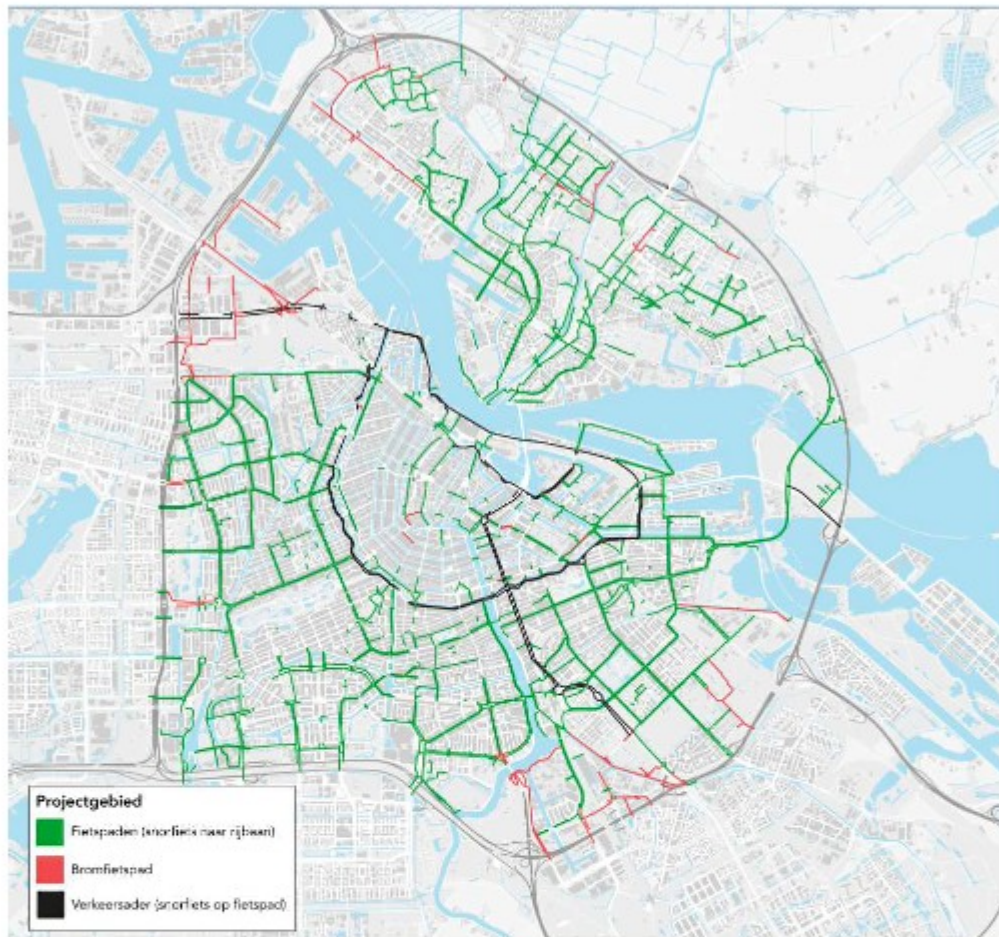 Projectgebied
Fietspaden (snorfiets naar rijbaan)
Bromfietspad
Verkeersader (snorfiets op fietspad)